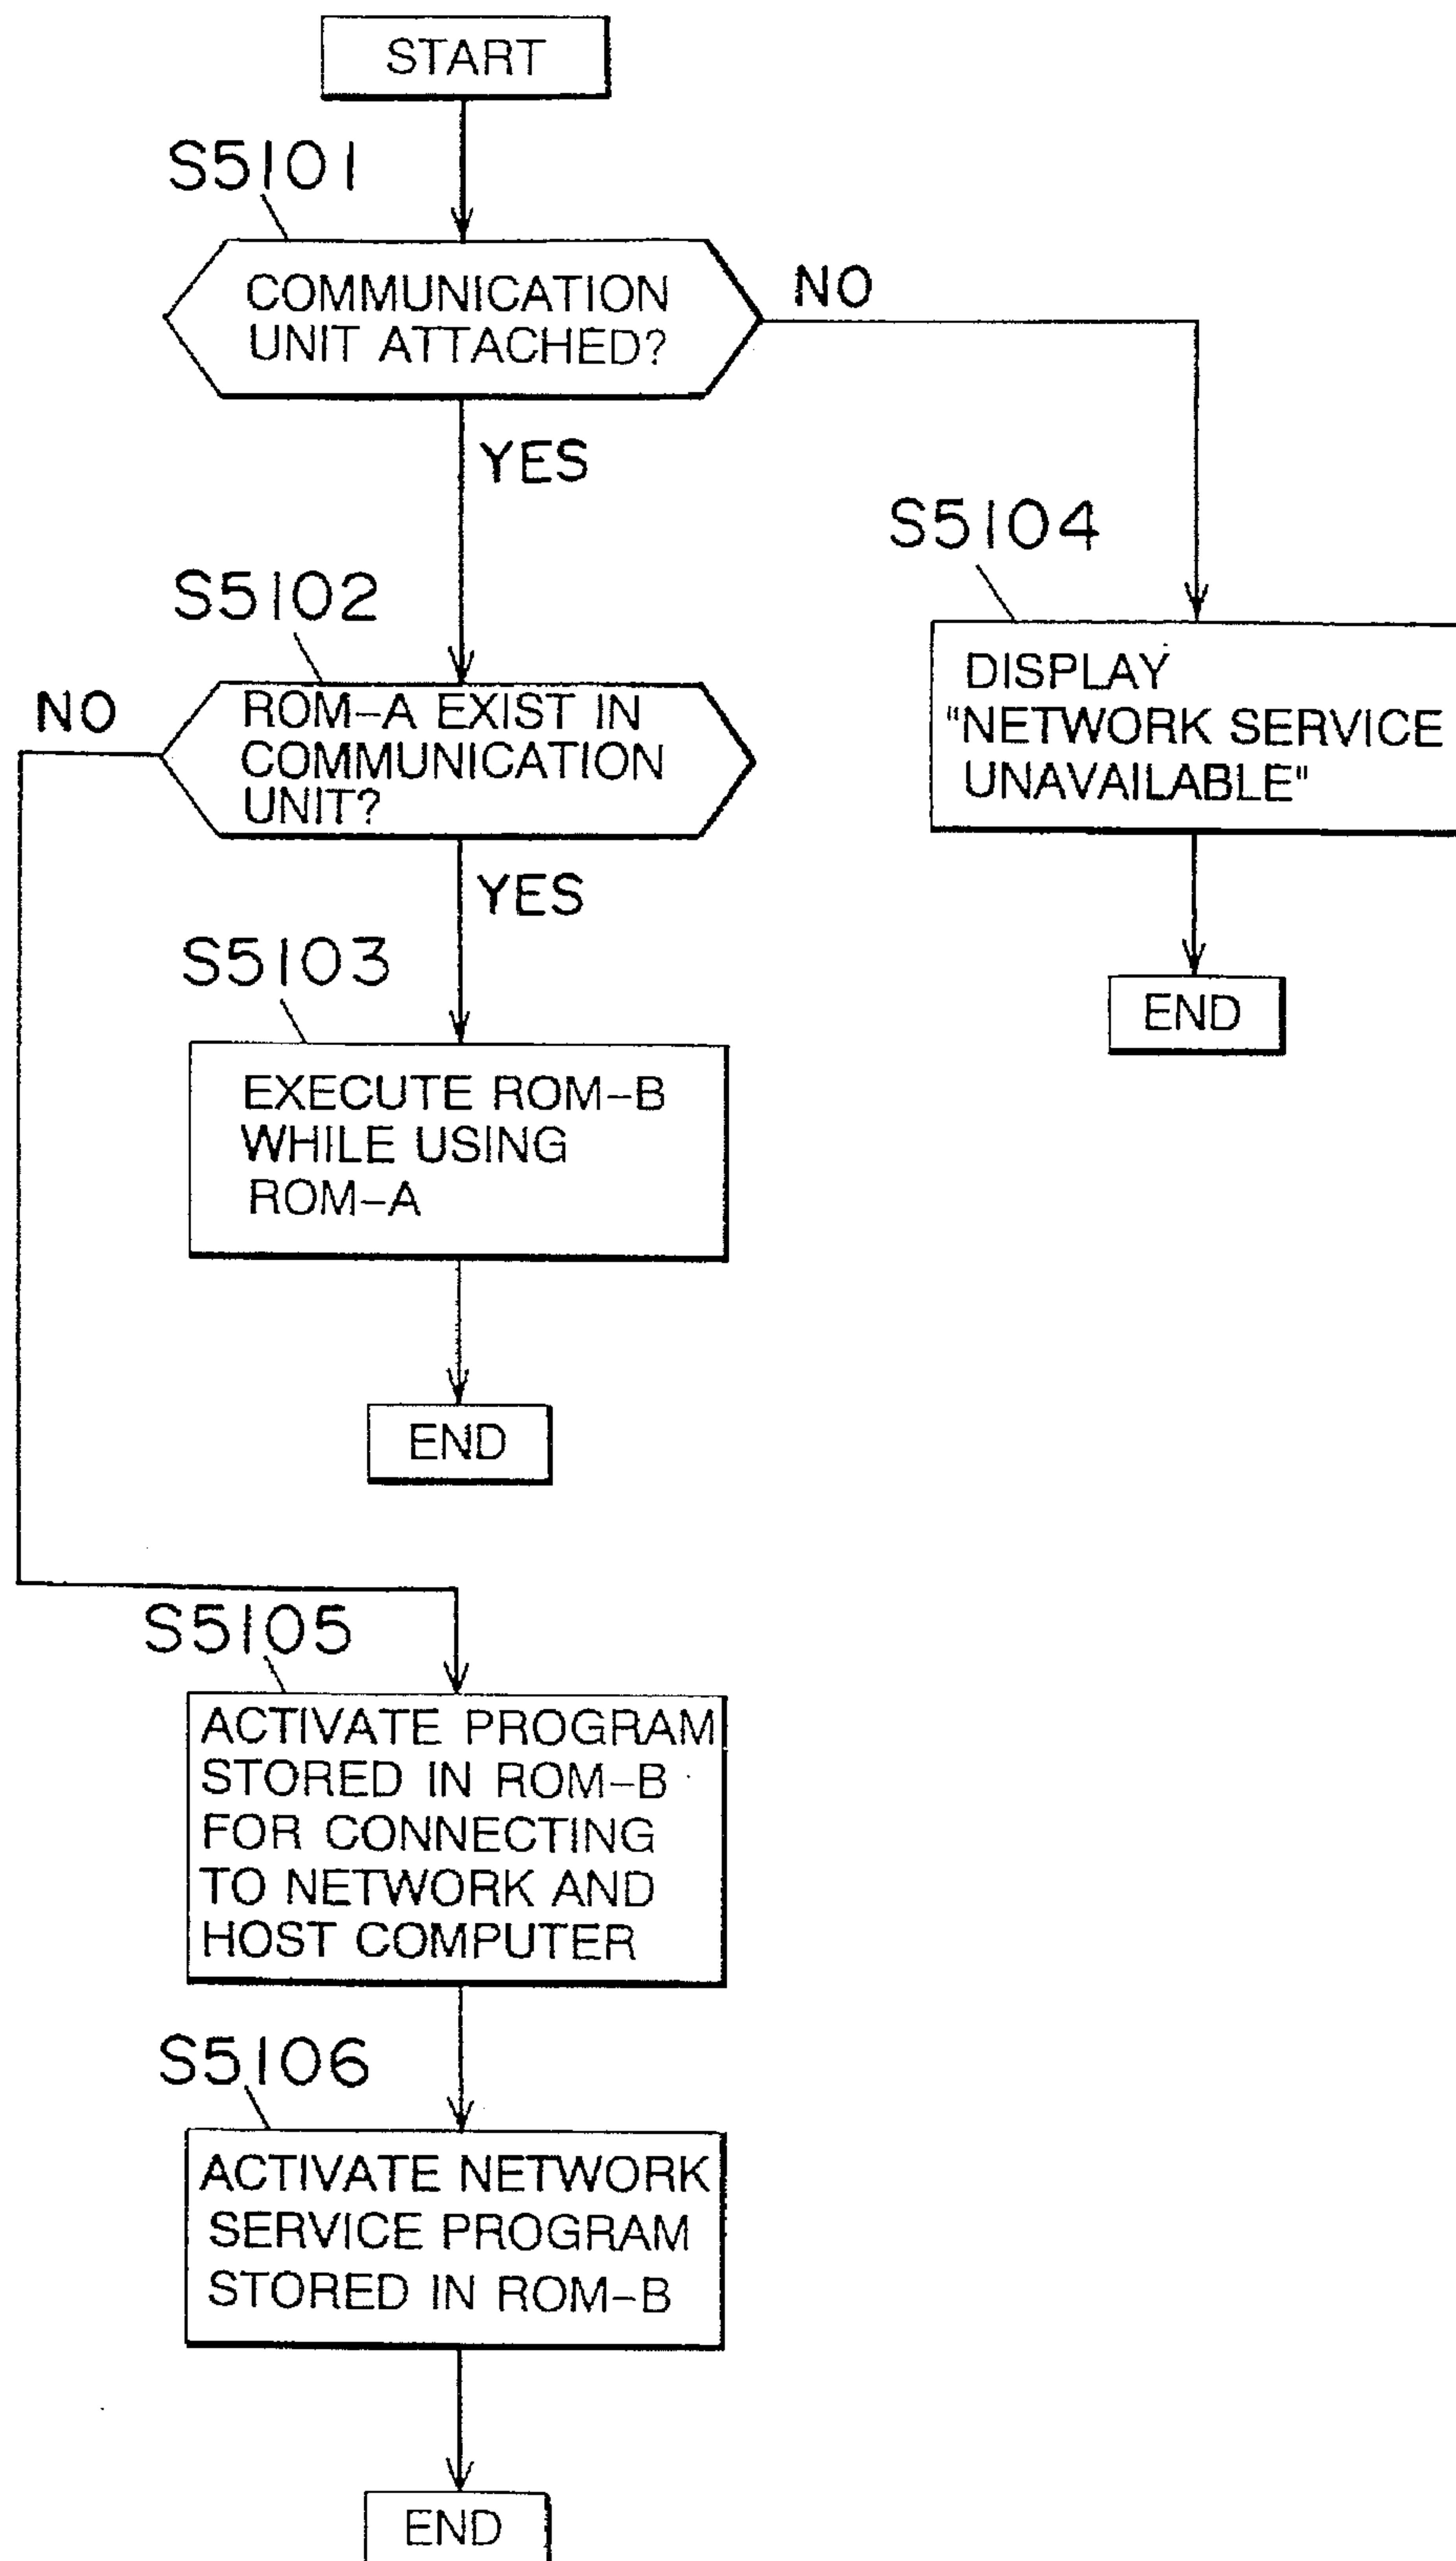 START
S5101
COMMUNICATION
UNIT ATTACHED?
NO
YES
S5104
DISPLAY
"NETWORK SERVICE
UNAVAILABLE"
END
S5102
NO
ROM-A EXIST IN
COMMUNICATION
UNIT?
YES
S5103
EXECUTE ROM-B
WHILE USING
ROM-A
END
S5105
ACTIVATE PROGRAM
STORED IN ROM-B
FOR CONNECTING
TO NETWORK AND
HOST COMPUTER
S5106
ACTIVATE NETWORK
SERVICE PROGRAM
STORED IN ROM-B
END